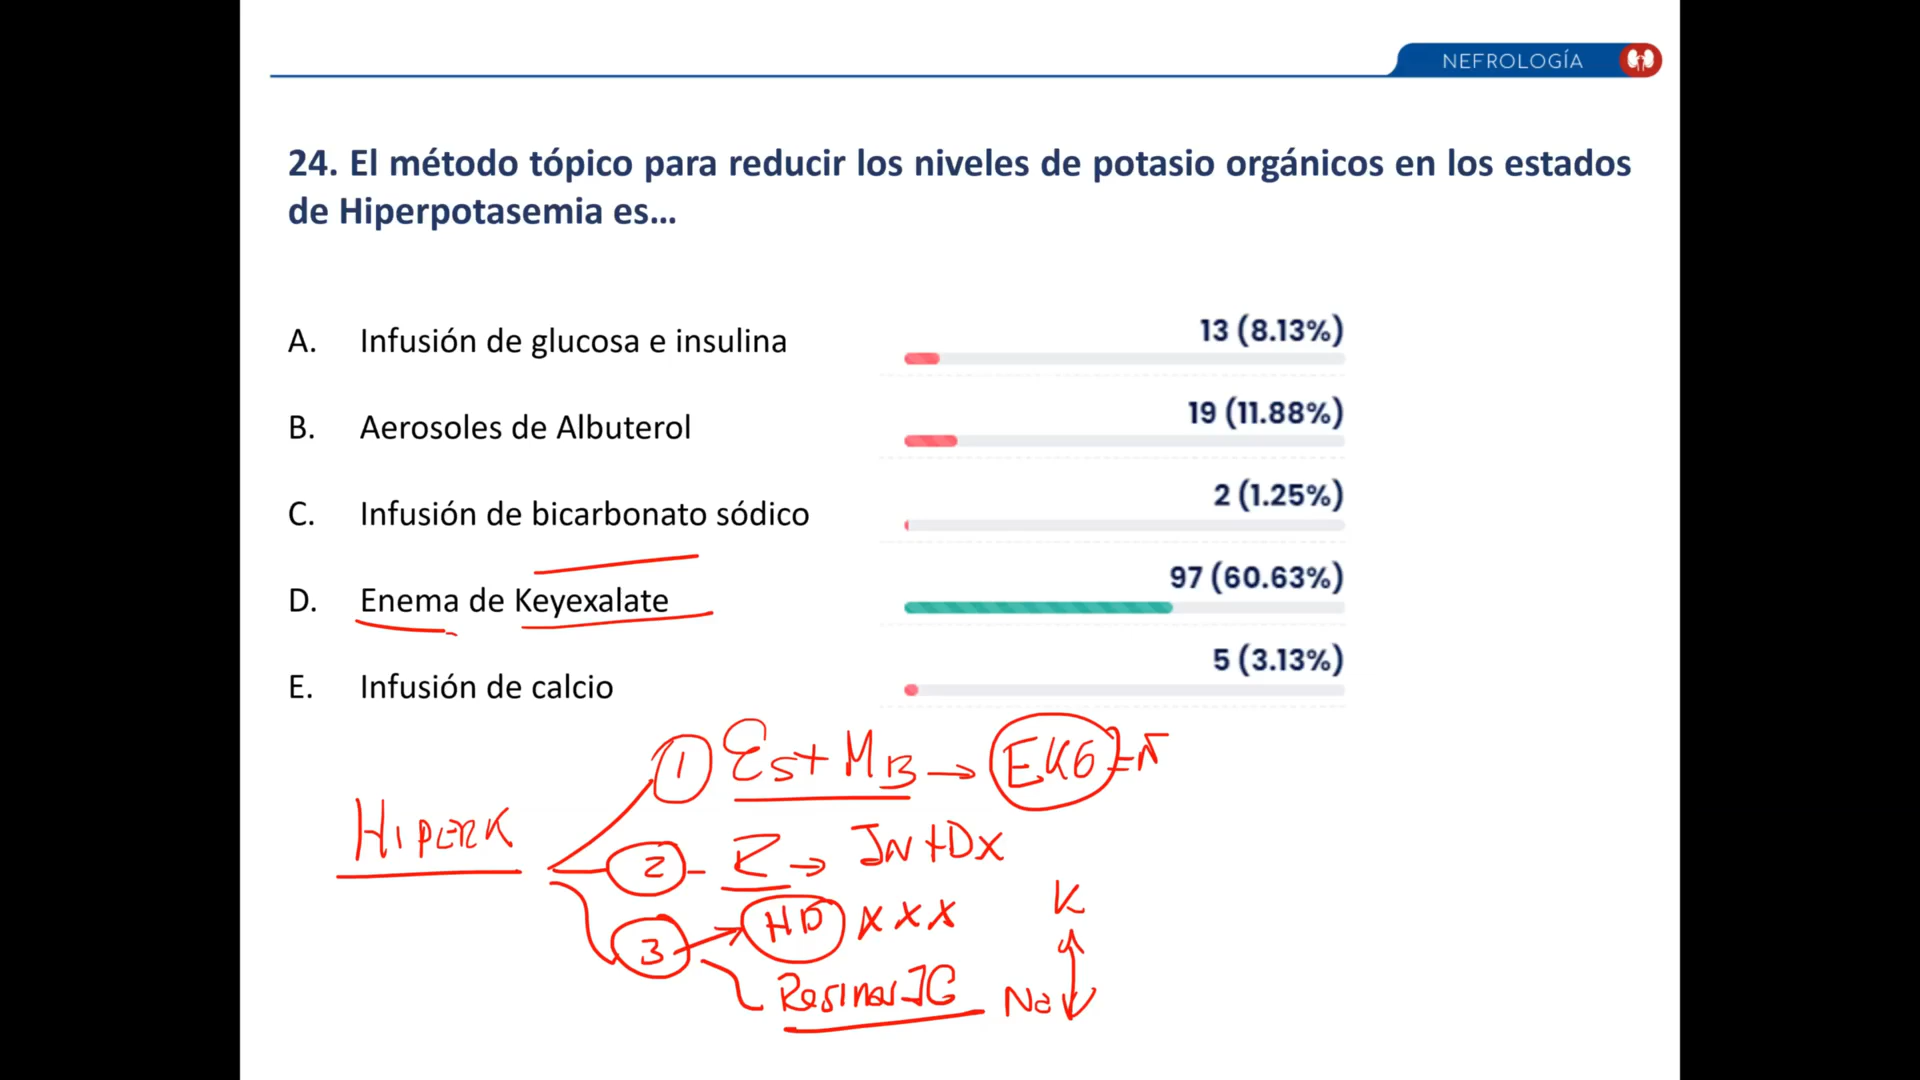 NEFROLOGÍA
24. El método tópico para reducir los niveles de potasio orgánicos en los estados
de Hiperpotasemia es...
A. Infusión de glucosa e insulina
13 (8.13%)
B. Aerosoles de Albuterol
19 (11.88%)
C. Infusión de bicarbonato sódico
2 (1.25%)
D. Enema de Keyexalate
97 (60.63%)
E. Infusión de calcio
5 (3.13%)
1 Es+ MB → EKG
HIPERK
2 - R → IN+DX
3 → HD XXX
K
Resinas IC Na